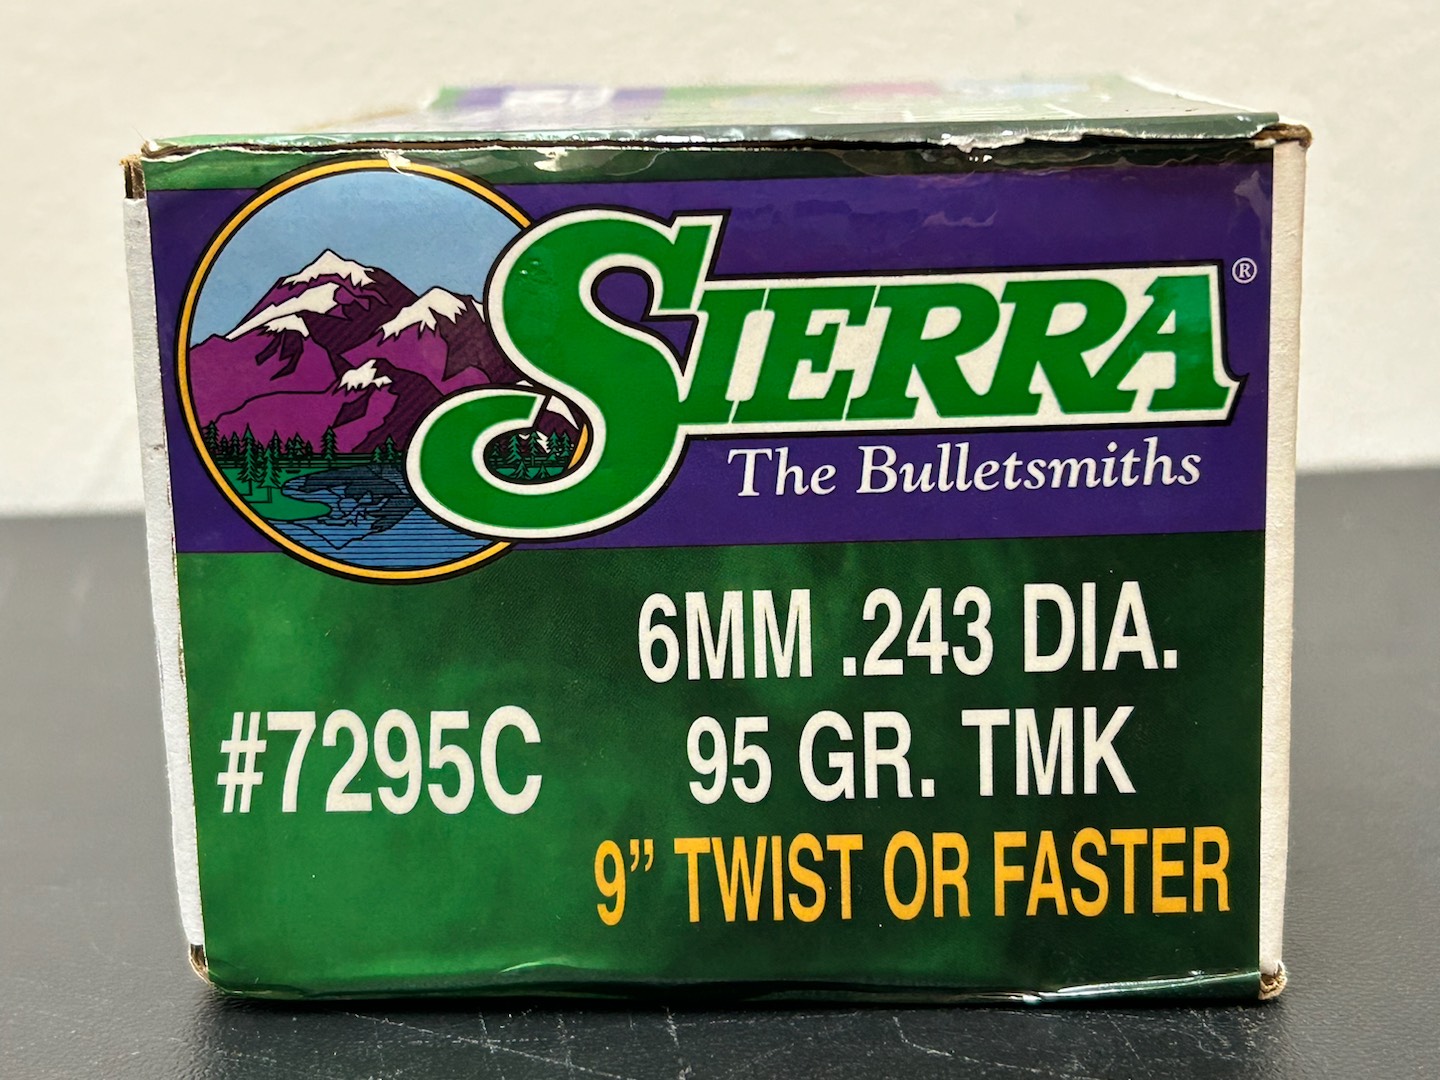 SIERRA®
The Bulletsmiths
6MM .243 DIA.
#7295C 95 GR. TMK
9” TWIST OR FASTER